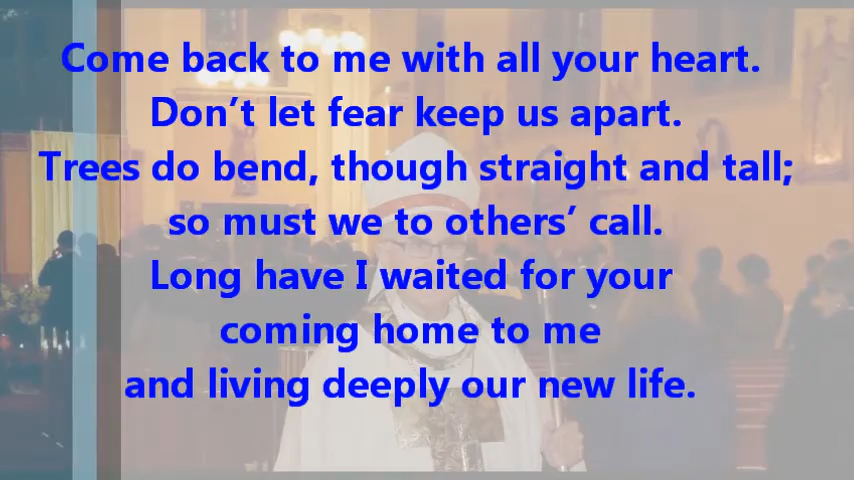 Come back to me with all your heart.
Don’t let fear keep us apart.
Trees do bend, though straight and tall;
so must we to others’ call.
Long have I waited for your
coming home to me
and living deeply our new life.